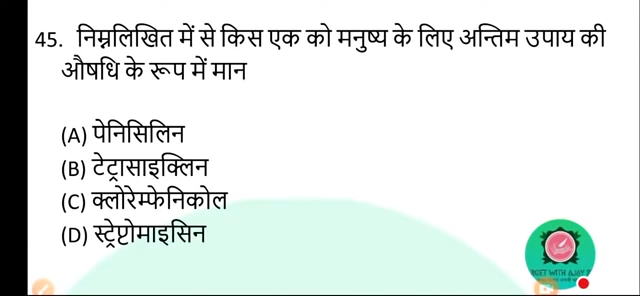 45. निम्नलिखित में से किस एक को मनुष्य के लिए अन्तिम उपाय की
औषधि के रूप में मान
(A) पेनिसिलिन
(B) टेट्रासाइक्लिन
(C) क्लोरेम्फेनिकोल
(D) स्ट्रेप्टोमाइसिन